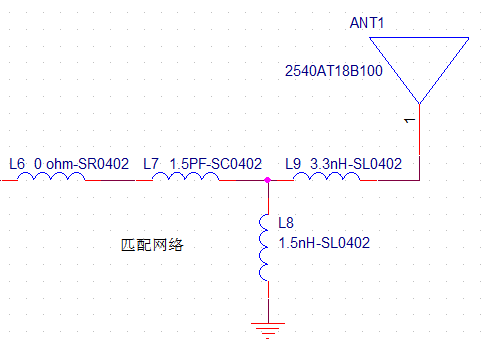 ANT1
2540AT18B100
1
L6 0 ohm-SR0402 L7 1.5PF-SC0402 L9 3.3nH-SL0402
L8
1.5nH-SL0402
匹配网络